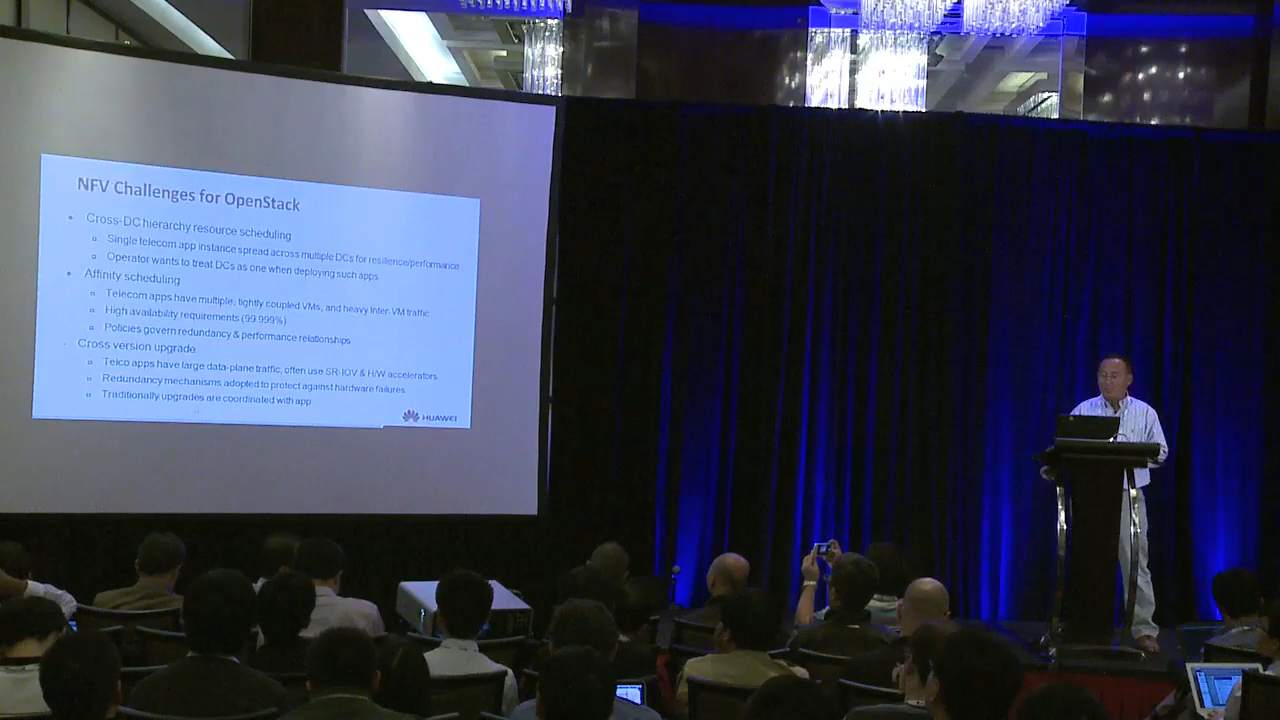 NFV Challenges for OpenStack
Cross-DC hierarchy resource scheduling
Single telecom app instance spread across multiple DCs for resilience/performance
Operator wants to treat DCs as one when deploying such apps
Affinity scheduling
Telecom apps have multiple, tightly coupled VMs, and heavy Inter-VM traffic
High availability requirements (99.999%)
Policies govern redundancy & performance relationships
Cross version upgrade
Telco apps have large data-plane traffic, often use SR-IOV & H/W accelerators
Redundancy mechanisms adopted to protect against hardware failures
Traditionally upgrades are coordinated with app
HUAWEI